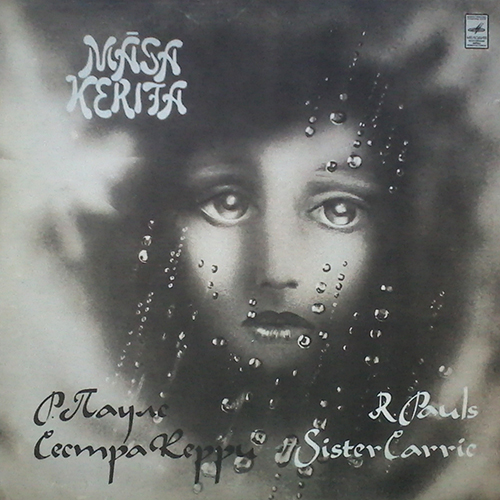 MĀSA
KERIJA
Р. Паулс
Сестра Керри
R. Pauls
Sister Carrie